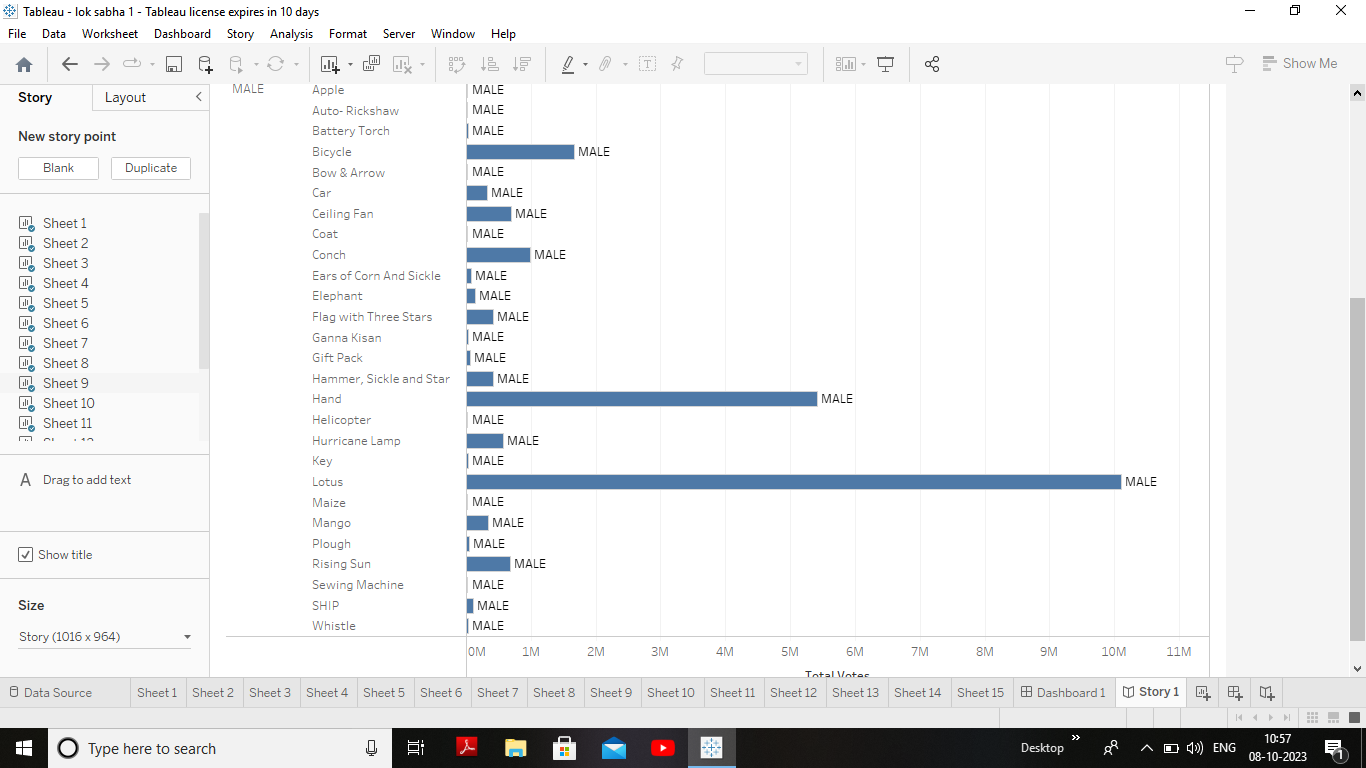 Tableau - lok sabha 1 - Tableau license expires in 10 days
File Data Worksheet Dashboard Story Analysis Format Server Window Help
Show Me
Story Layout
New story point
Blank Duplicate
Sheet 1
Sheet 2
Sheet 3
Sheet 4
Sheet 5
Sheet 6
Sheet 7
Sheet 8
Sheet 9
Sheet 10
Sheet 11
A Drag to add text
Show title
Size
Story (1016 x 964)
MALE Apple MALE
Auto- Rickshaw MALE
Battery Torch MALE
Bicycle MALE
Bow & Arrow MALE
Car MALE
Ceiling Fan MALE
Coat MALE
Conch MALE
Ears of Corn And Sickle MALE
Elephant MALE
Flag with Three Stars MALE
Ganna Kisan MALE
Gift Pack MALE
Hammer, Sickle and Star MALE
Hand MALE
Helicopter MALE
Hurricane Lamp MALE
Key MALE
Lotus MALE
Maize MALE
Mango MALE
Plough MALE
Rising Sun MALE
Sewing Machine MALE
SHIP MALE
Whistle MALE
0M 1M 2M 3M 4M 5M 6M 7M 8M 9M 10M 11M
Total Votes
Data Source Sheet 1 Sheet 2 Sheet 3 Sheet 4 Sheet 5 Sheet 6 Sheet 7 Sheet 8 Sheet 9 Sheet 10 Sheet 11 Sheet 12 Sheet 13 Sheet 14 Sheet 15 Dashboard 1 Story 1
Type here to search
Desktop
ENG
10:57
08-10-2023
1